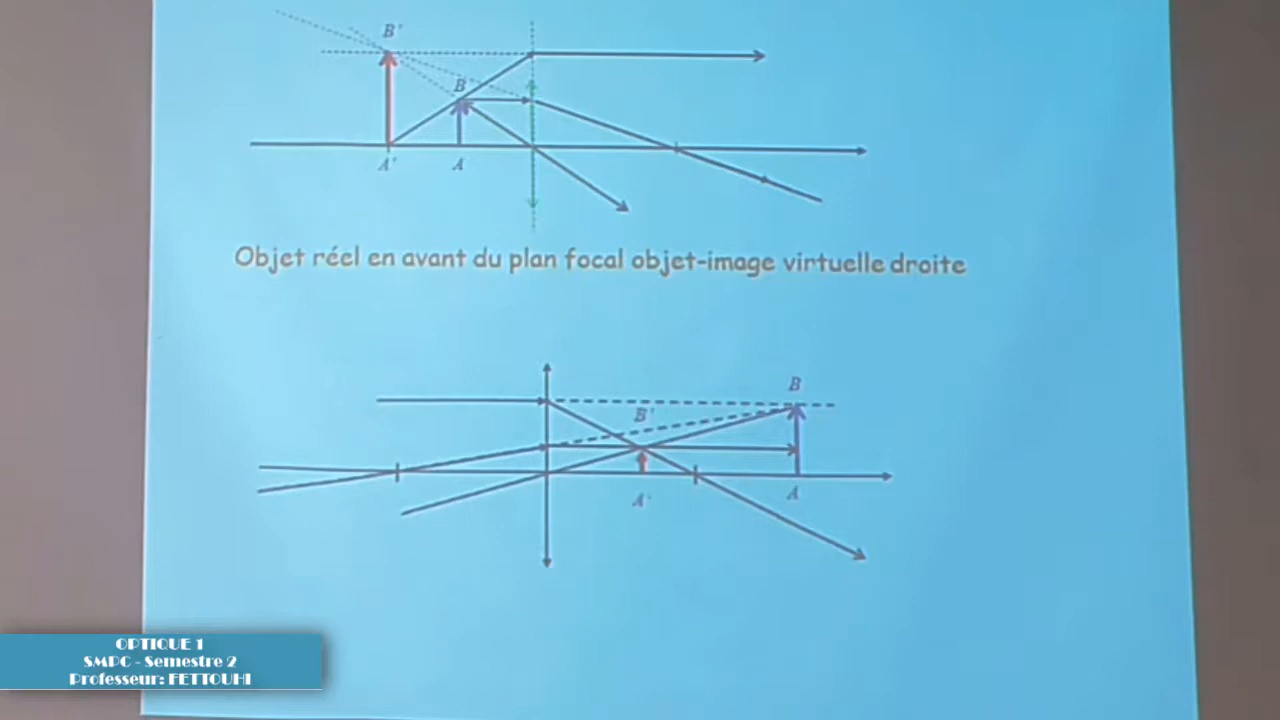 B'
B
A'
A
Objet réel en avant du plan focal objet-image virtuelle droite
B
B'
A'
A
OPTIQUE 1
SMPC - Semestre 2
Professeur: FETTOUHI